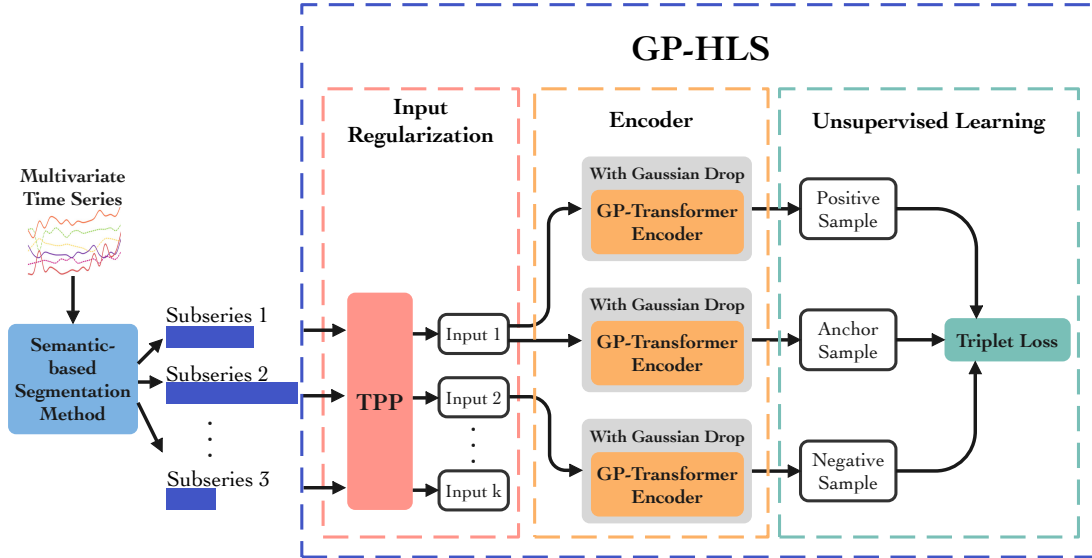 GP-HLS
Input
Regularization
Encoder
Unsupervised Learning
Multivariate
Time Series
Semantic-
based
Segmentation
Method
Subseries 1
Subseries 2
Subseries 3
TPP
Input 1
Input 2
Input k
With Gaussian Drop
GP-Transformer
Encoder
With Gaussian Drop
GP-Transformer
Encoder
With Gaussian Drop
GP-Transformer
Encoder
Positive
Sample
Anchor
Sample
Negative
Sample
Triplet Loss